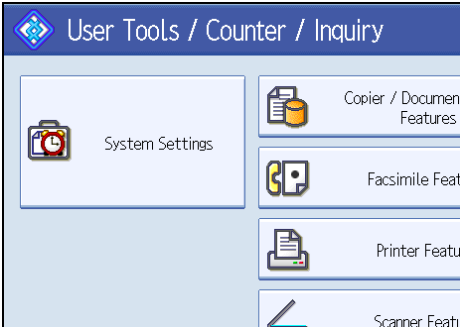 User Tools / Counter / Inquiry
System Settings
Copier / Documen
Features
Facsimile Feat
Printer Featu
Scanner Featu